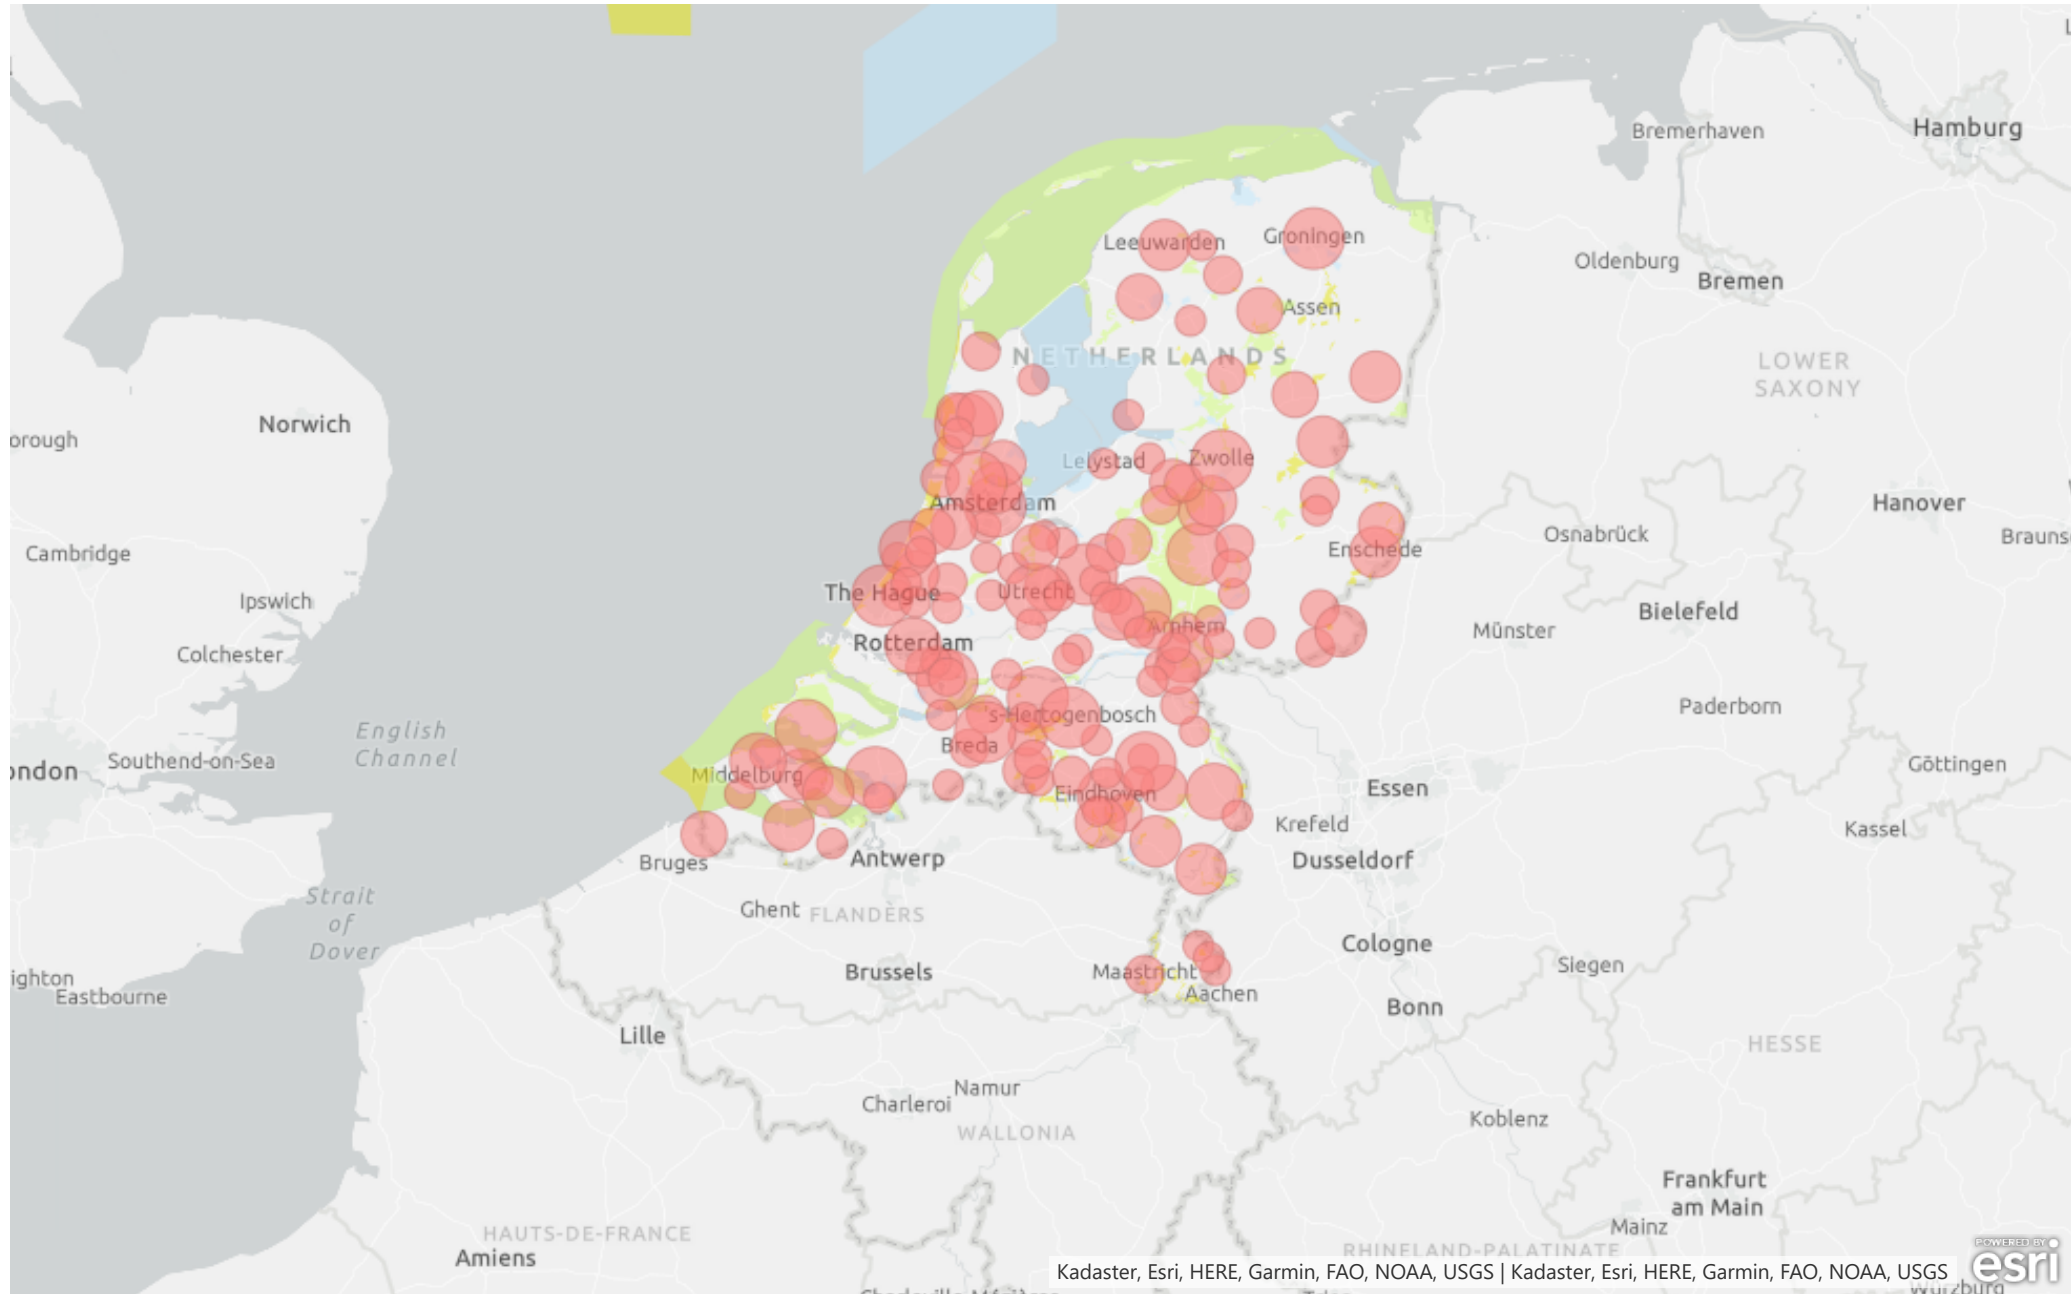 Hamburg
Bremerhaven
Leeuwarden
Groningen
Oldenburg
Bremen
Assen
NETHERLANDS
LOWER
SAXONY
Norwich
orough
Lelystad
Zwolle
Amsterdam
Hanover
Osnabrück
Brauns
Cambridge
Enschede
The Hague
Utrecht
Ipswich
Bielefeld
Arnhem
Münster
Rotterdam
Colchester
Paderborn
's-Hertogenbosch
English
Channel
Breda
Southend-on-Sea
ondon
Middelburg
Göttingen
Essen
Eindhoven
Krefeld
Kassel
Bruges
Antwerp
Dusseldorf
Strait
of
Dover
Ghent
FLANDERS
Cologne
Siegen
Brussels
Maastricht
ighton
Eastbourne
Aachen
Bonn
Lille
HESSE
Namur
Charleroi
Koblenz
WALLONIA
Frankfurt
am Main
Mainz
HAUTS-DE-FRANCE
Amiens
RHINELAND-PALATINATE
POWERED BY
esri
Kadaster, Esri, HERE, Garmin, FAO, NOAA, USGS | Kadaster, Esri, HERE, Garmin, FAO, NOAA, USGS
Würzburg